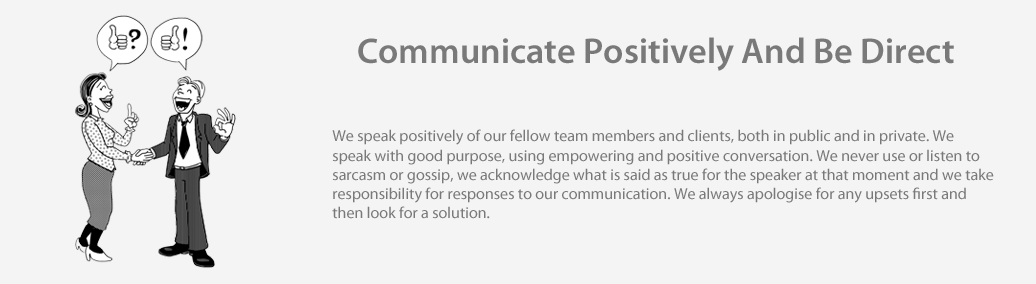 ?
!
Communicate Positively And Be Direct
We speak positively of our fellow team members and clients, both in public and in private. We
speak with good purpose, using empowering and positive conversation. We never use or listen to
sarcasm or gossip, we acknowledge what is said as true for the speaker at that moment and we take
responsibility for responses to our communication. We always apologise for any upsets first and
then look for a solution.